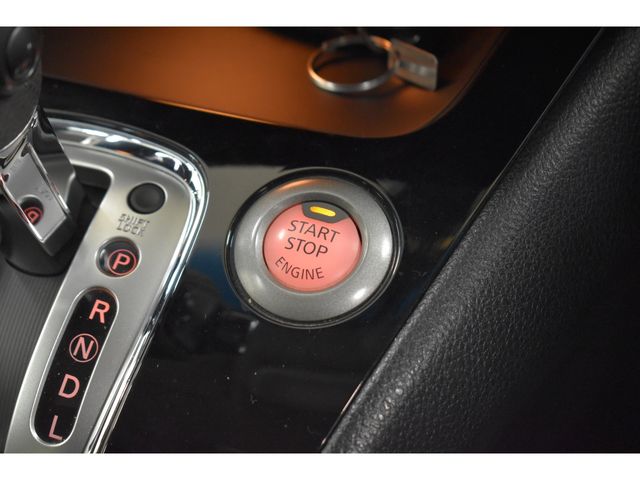 SHIFT
LOCK
P
R
N
D
L
START
STOP
ENGINE